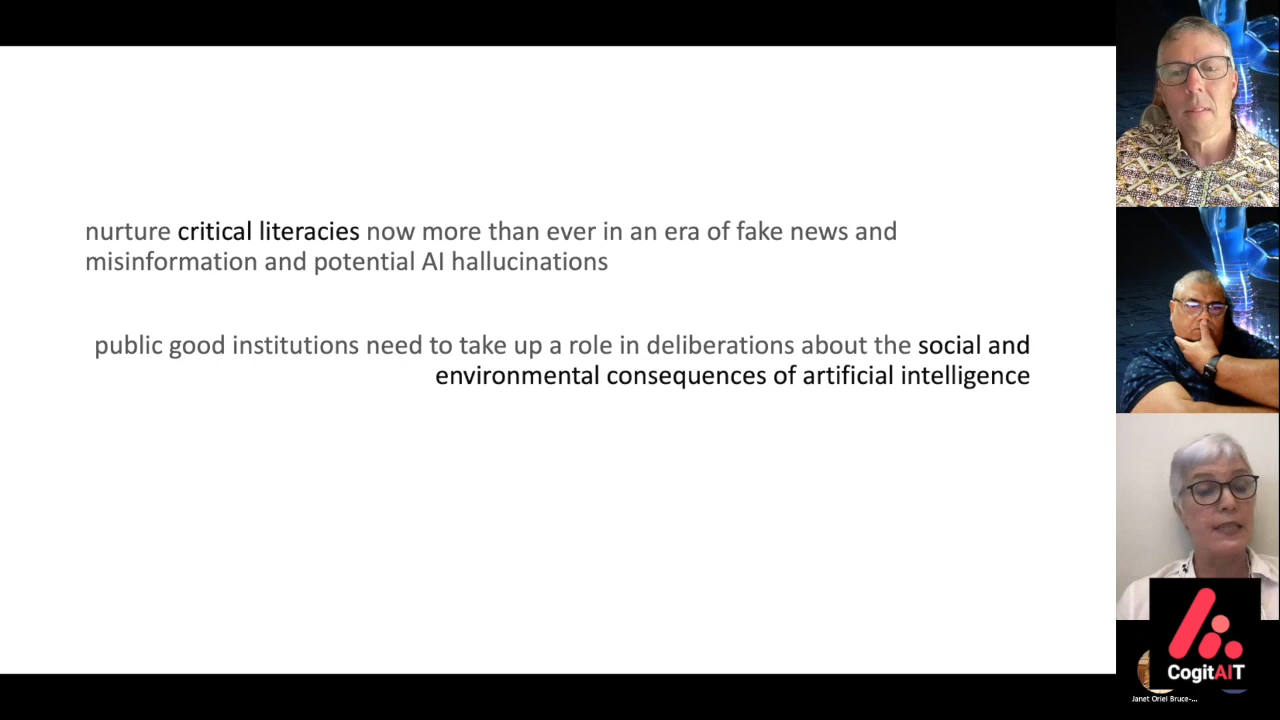 nurture critical literacies now more than ever in an era of fake news and
misinformation and potential AI hallucinations
public good institutions need to take up a role in deliberations about the social and
environmental consequences of artificial intelligence
CogitAIT
Janet Oriel Bruce-...